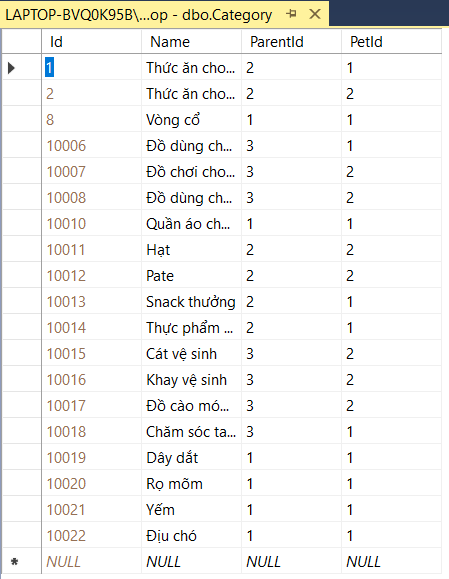 LAPTOP-BVQ0K95B\...op - dbo.Category
Id Name ParentId PetId
1 Thức ăn cho... 2 1
2 Thức ăn cho... 2 2
8 Vòng cổ 1 1
10006 Đồ dùng ch... 3 1
10007 Đồ chơi cho... 3 2
10008 Đồ dùng ch... 3 2
10010 Quần áo ch... 1 1
10011 Hạt 2 2
10012 Pate 2 2
10013 Snack thưởng 2 1
10014 Thực phẩm ... 2 1
10015 Cát vệ sinh 3 2
10016 Khay vệ sinh 3 2
10017 Đồ cào mó... 3 2
10018 Chăm sóc ta... 3 1
10019 Dây dắt 1 1
10020 Rọ mõm 1 1
10021 Yếm 1 1
10022 Địu chó 1 1
NULL NULL NULL NULL